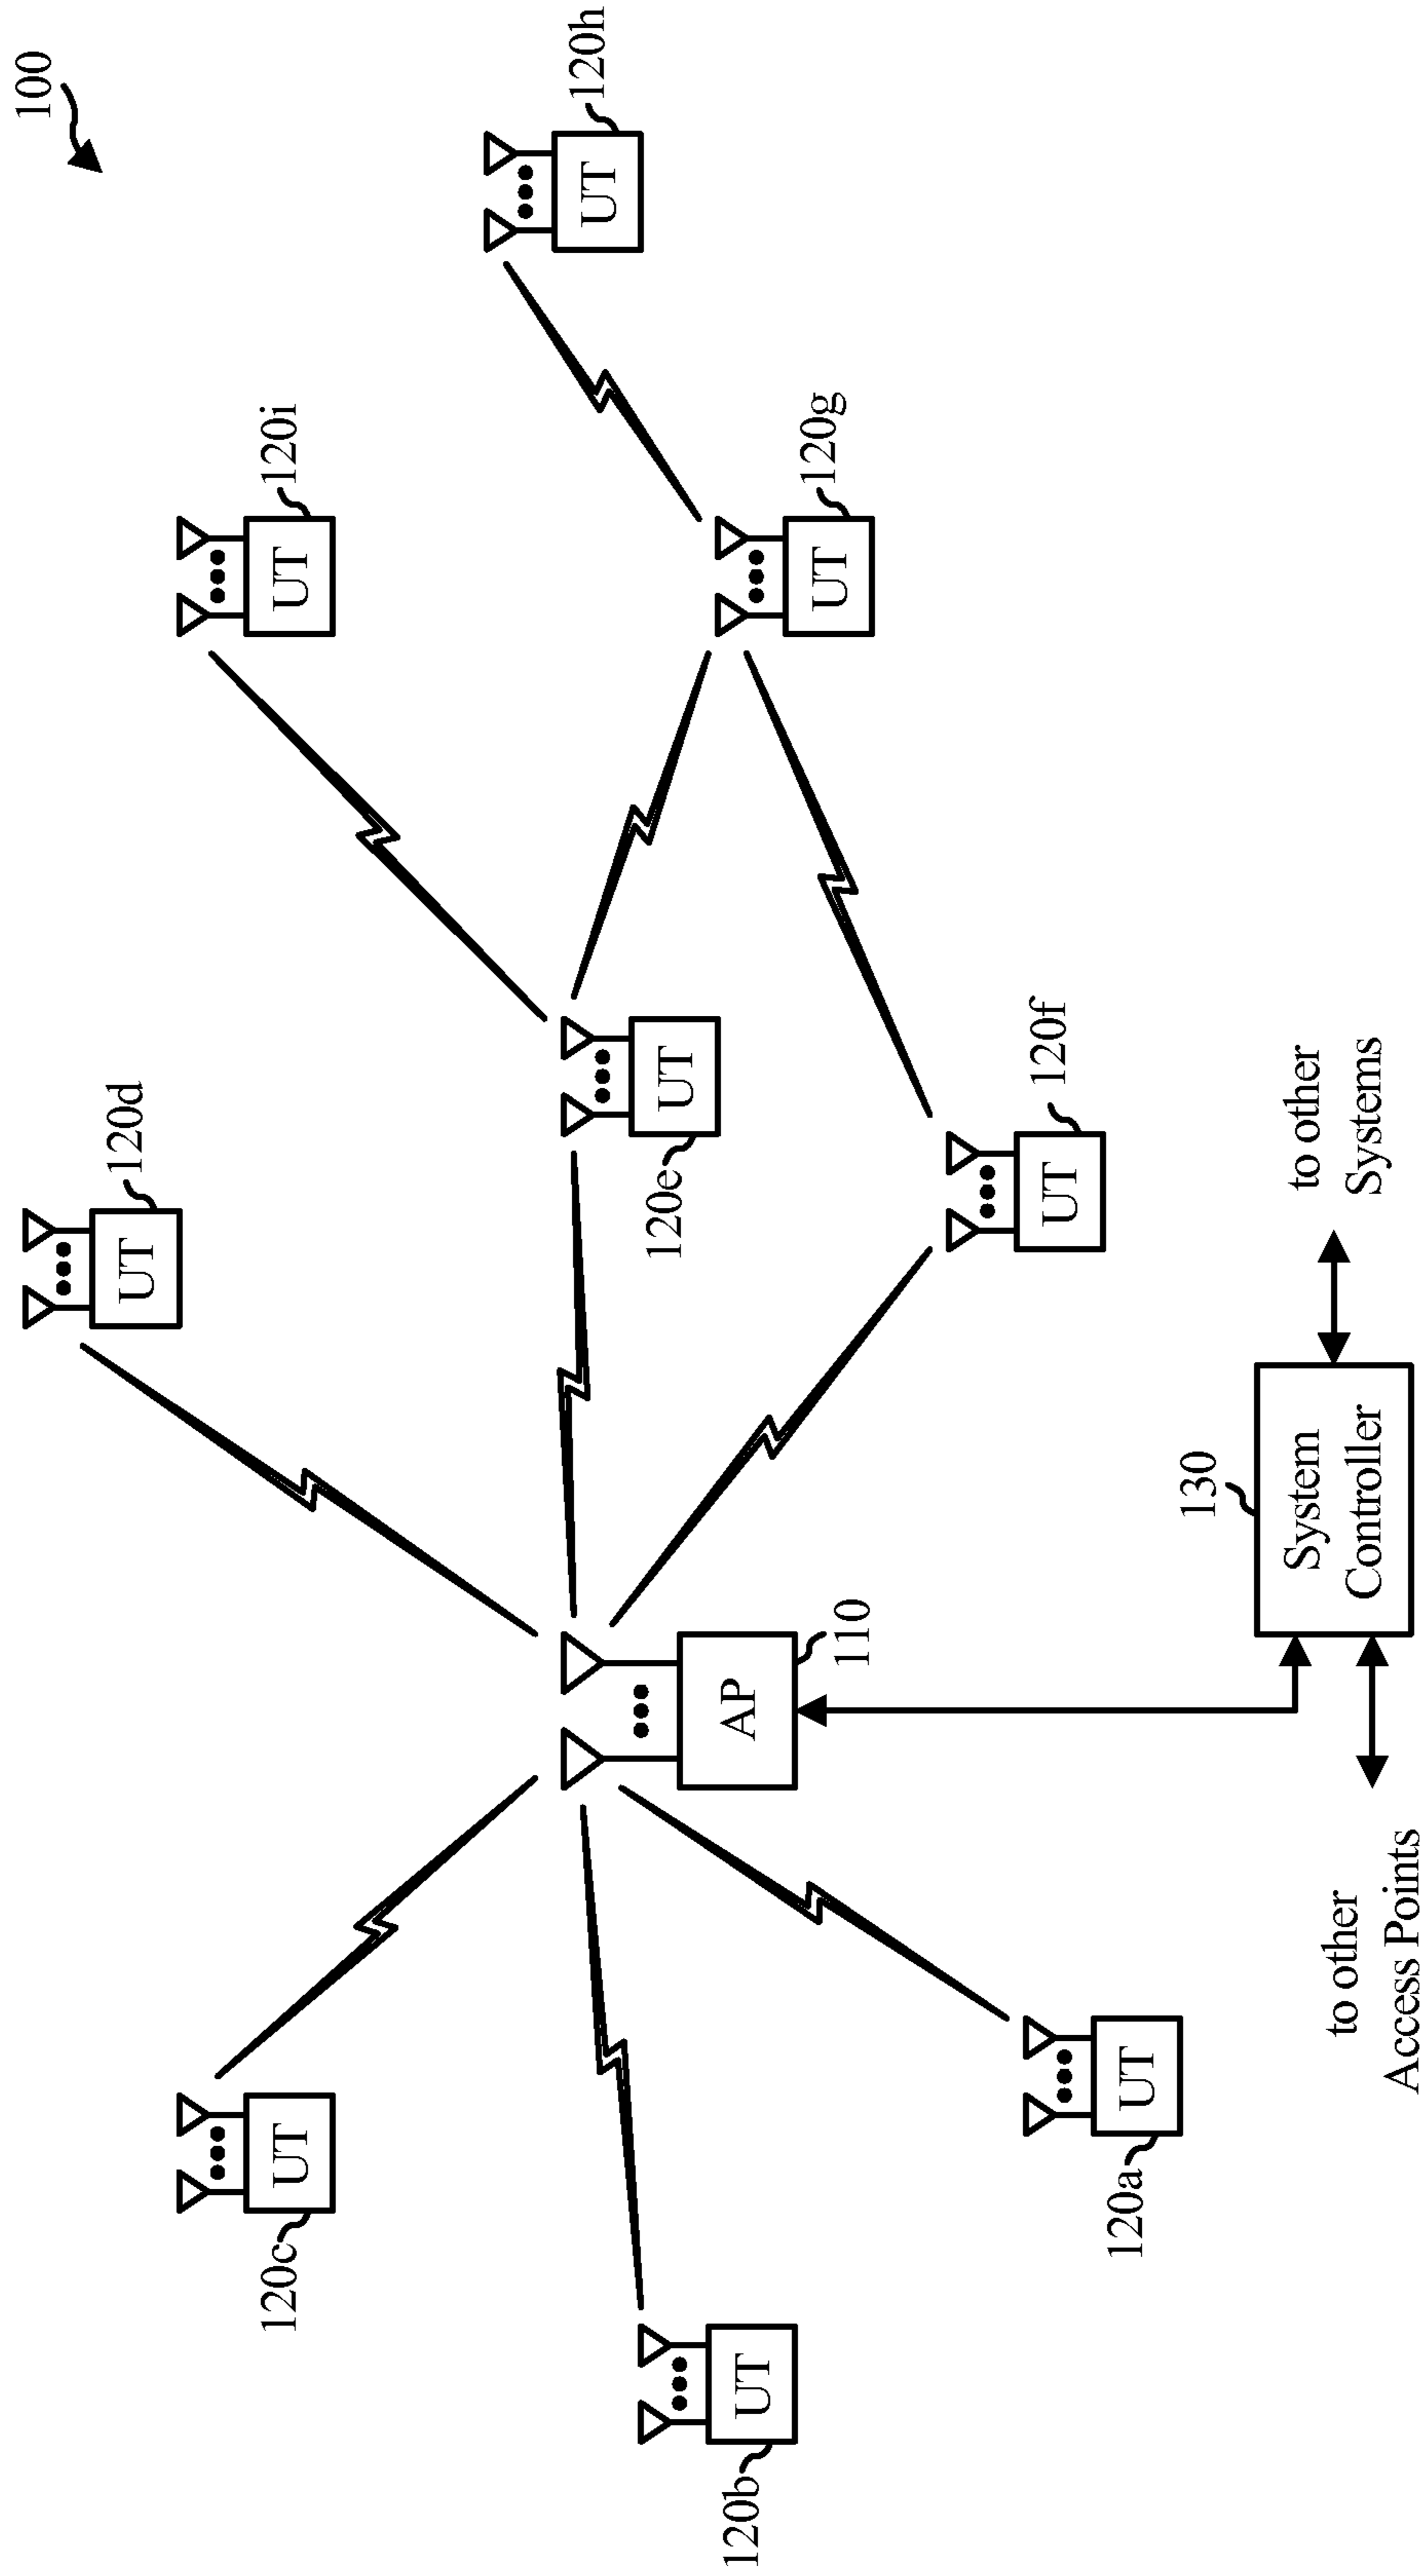 100
120d
UT
120c
UT
120i
UT
120h
UT
120b
UT
AP
110
120e
UT
120g
UT
120a
UT
120f
UT
130
System
Controller
to other
Access Points
to other
Systems